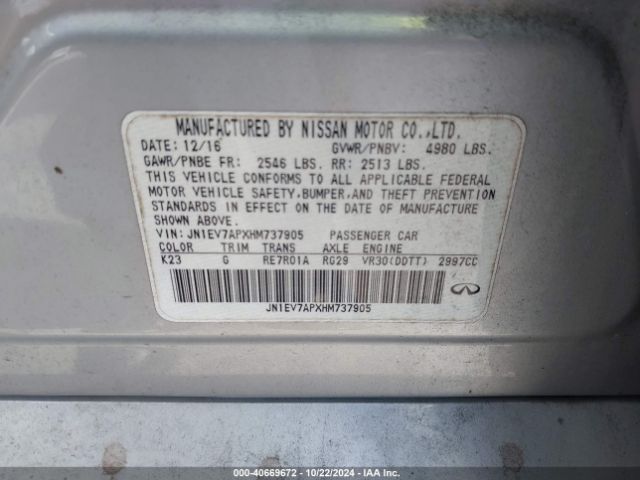 MANUFACTURED BY NISSAN MOTOR CO.,LTD.
DATE: 12/16 GVWR/PNBV: 4980 LBS.
GAWR/PNBE FR: 2546 LBS. RR: 2513 LBS.
THIS VEHICLE CONFORMS TO ALL APPLICABLE FEDERAL
MOTOR VEHICLE SAFETY,BUMPER,AND THEFT PREVENTION
STANDARDS IN EFFECT ON THE DATE OF MANUFACTURE
SHOWN ABOVE.
VIN: JN1EV7APXHM737905 PASSENGER CAR
COLOR TRIM TRANS AXLE ENGINE
K23 G RE7R01A RG29 VR30(DDTT) 2997CC
JN1EV7APXHM737905
000-40669672 - 10/22/2024 - IAA Inc.